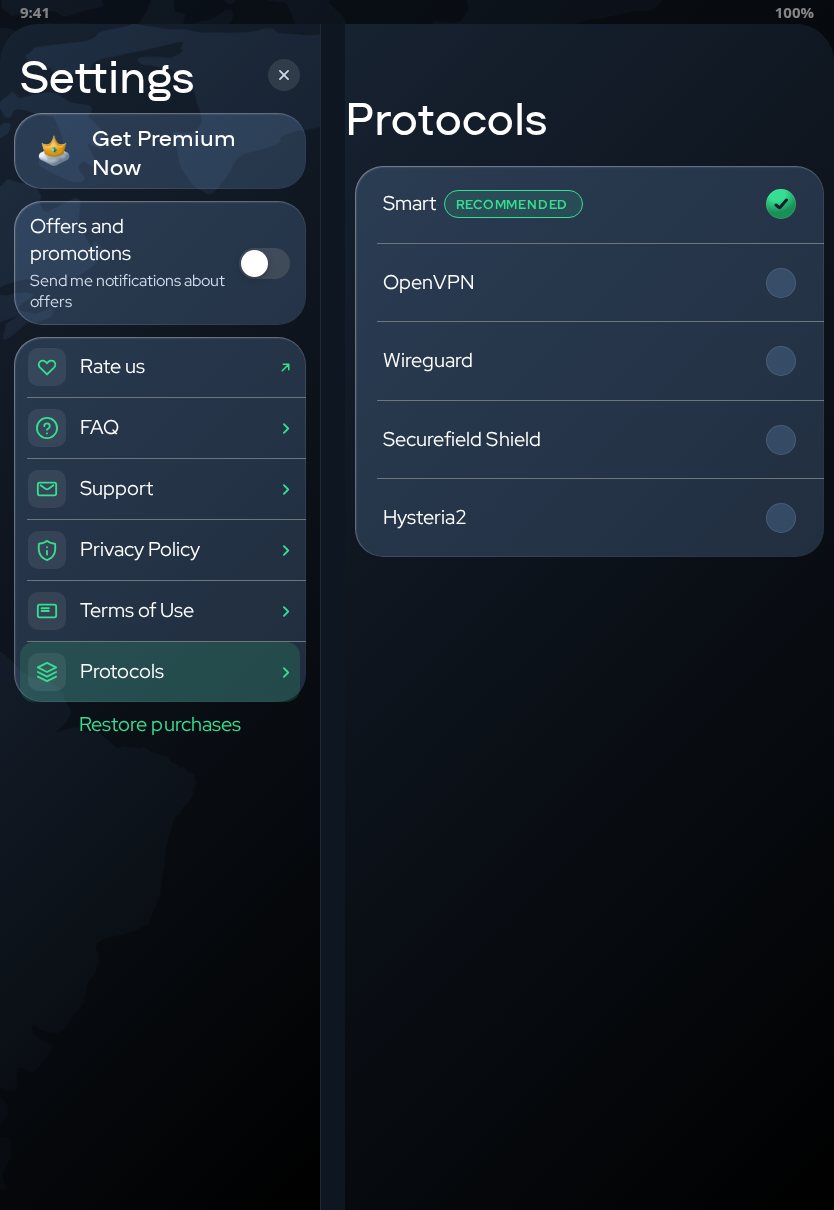 9:41
100%
Settings
Get Premium
Now
Offers and
promotions
Send me notifications about
offers
Rate us
FAQ
Support
Privacy Policy
Terms of Use
Protocols
Restore purchases
Protocols
Smart RECOMMENDED
OpenVPN
Wireguard
Securefield Shield
Hysteria2